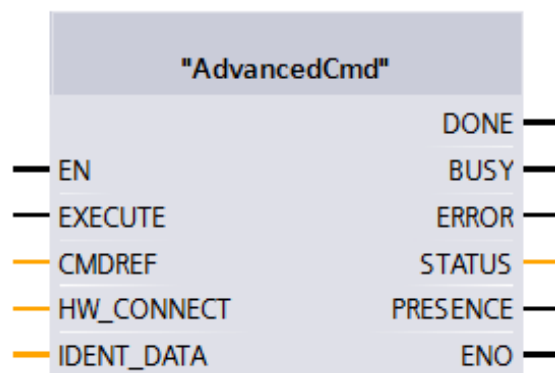 "AdvancedCmd"
DONE
EN BUSY
EXECUTE ERROR
CMDREF STATUS
HW_CONNECT PRESENCE
IDENT_DATA ENO